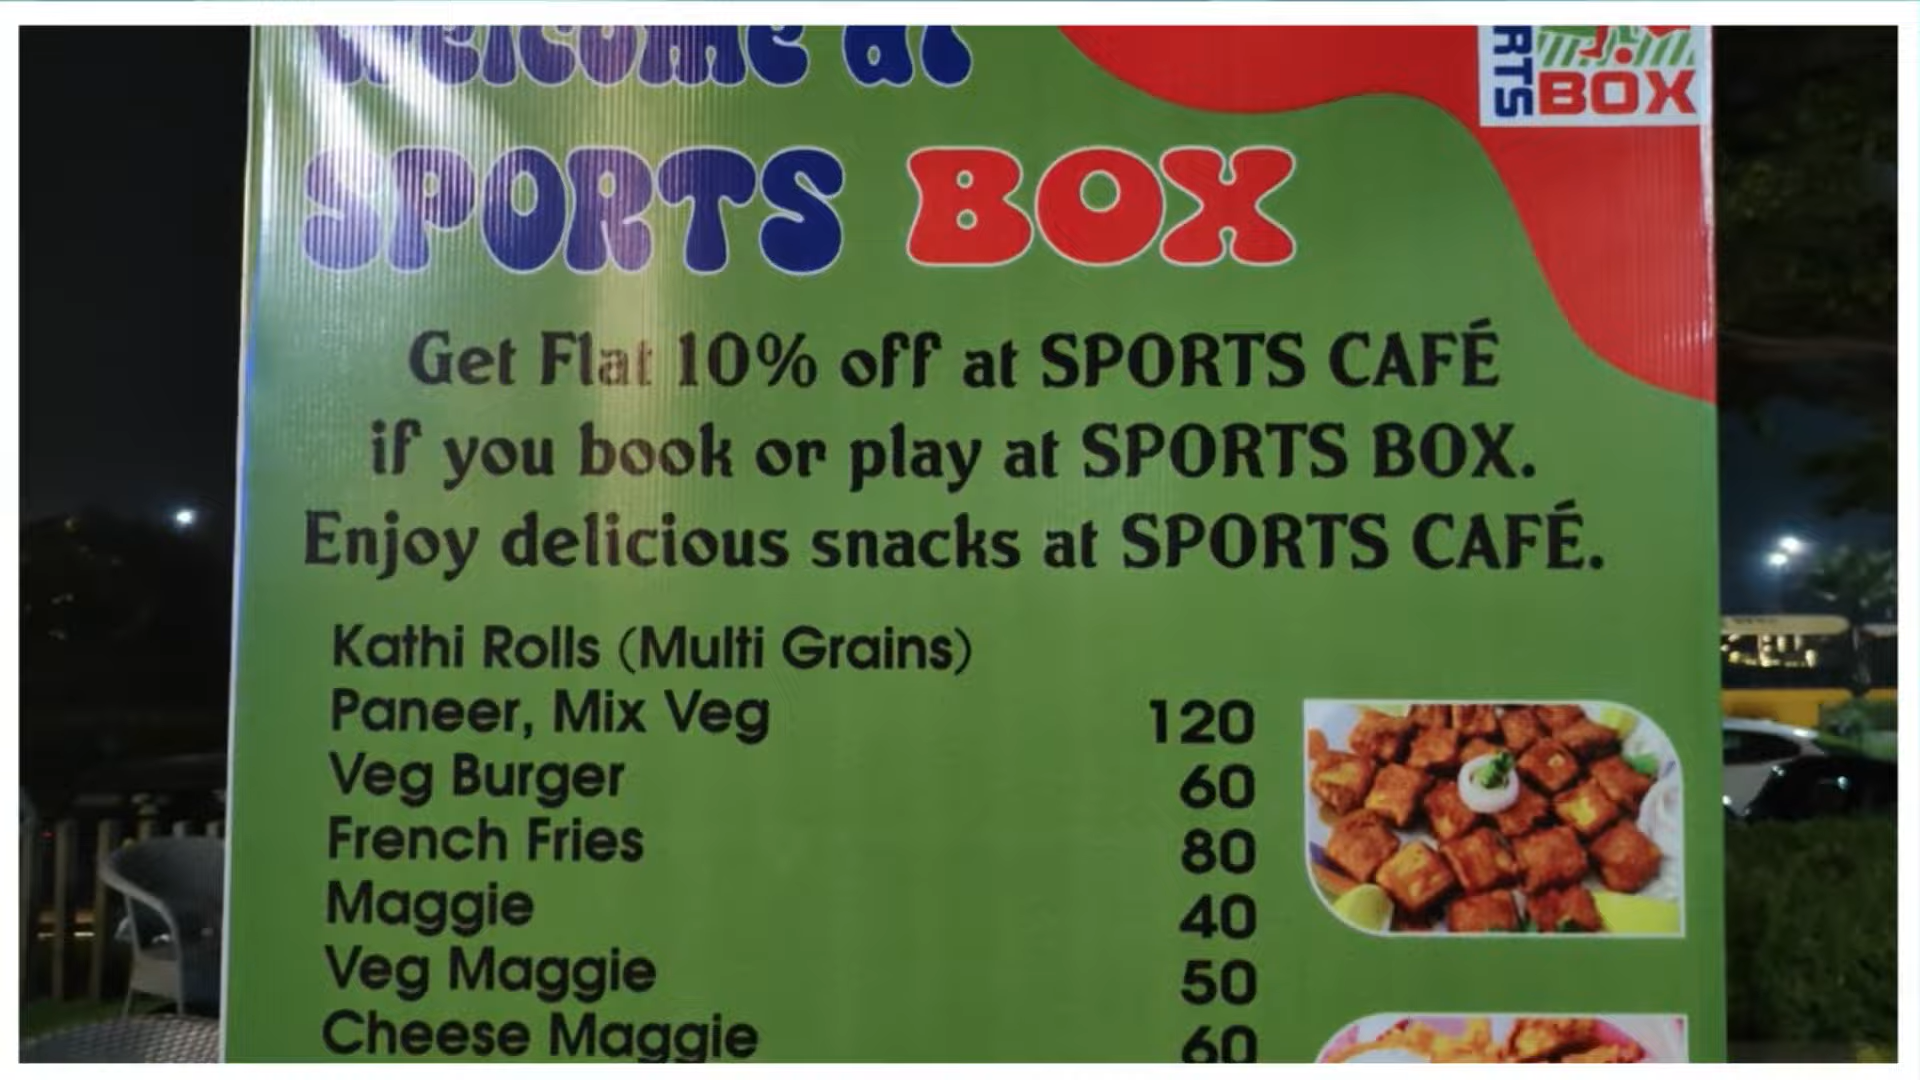 Welcome at
RTS
BOX
SPORTS BOX
Get Flat 10% off at SPORTS CAFÉ
if you book or play at SPORTS BOX.
Enjoy delicious snacks at SPORTS CAFÉ.
Kathi Rolls (Multi Grains)
Paneer, Mix Veg 120
Veg Burger 60
French Fries 80
Maggie 40
Veg Maggie 50
Cheese Maggie 60